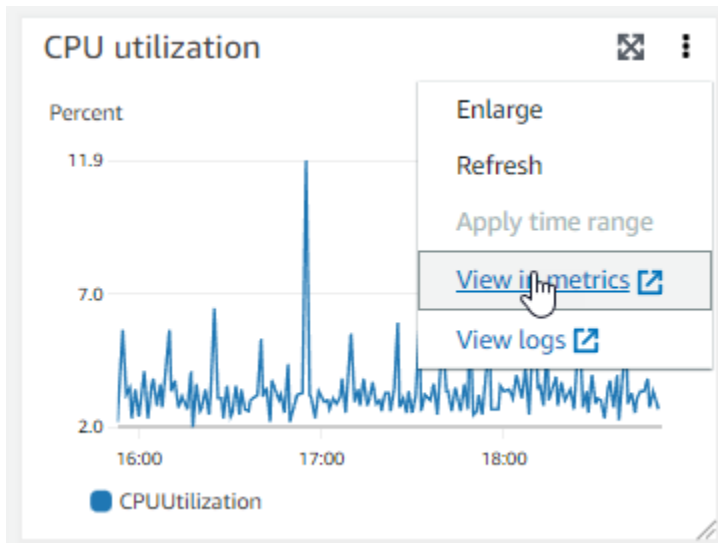 CPU utilization
Percent
11.9
7.0
2.0
16:00
17:00
18:00
CPUUtilization
Enlarge
Refresh
Apply time range
View in metrics
View logs